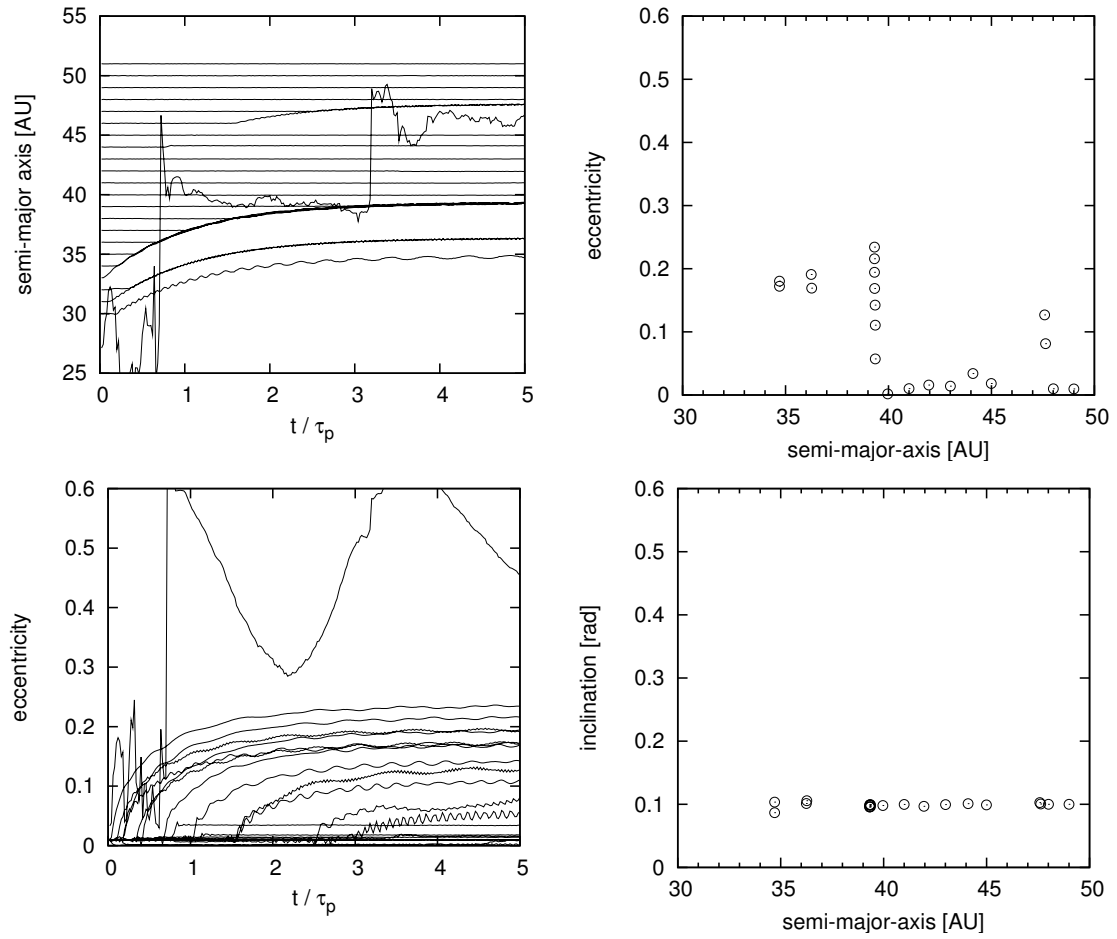 semi-major axis [AU]
55
50
45
40
35
30
25
0 1 2 3 4 5
t / τp
eccentricity
0.6
0.5
0.4
0.3
0.2
0.1
0
30 35 40 45 50
semi-major-axis [AU]
eccentricity
0.6
0.5
0.4
0.3
0.2
0.1
0
0 1 2 3 4 5
t / τp
inclination [rad]
0.6
0.5
0.4
0.3
0.2
0.1
0
30 35 40 45 50
semi-major-axis [AU]